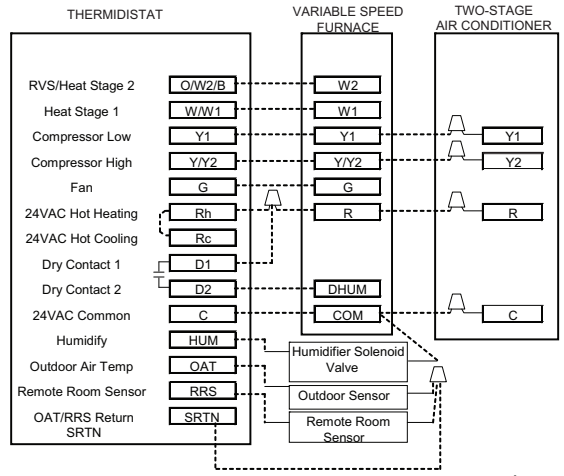 THERMIDISTAT
VARIABLE SPEED
FURNACE
TWO-STAGE
AIR CONDITIONER
RVS/Heat Stage 2 O/W2/B W2
Heat Stage 1 W/W1 W1
Compressor Low Y1 Y1 Y1
Compressor High Y/Y2 Y/Y2 Y2
Fan G G
24VAC Hot Heating Rh R R
24VAC Hot Cooling Rc
Dry Contact 1 D1
Dry Contact 2 D2 DHUM
24VAC Common C COM C
Humidify HUM
Humidifier Solenoid
Valve
Outdoor Air Temp OAT
Outdoor Sensor
Remote Room Sensor RRS
Remote Room
Sensor
OAT/RRS Return SRTN
SRTN